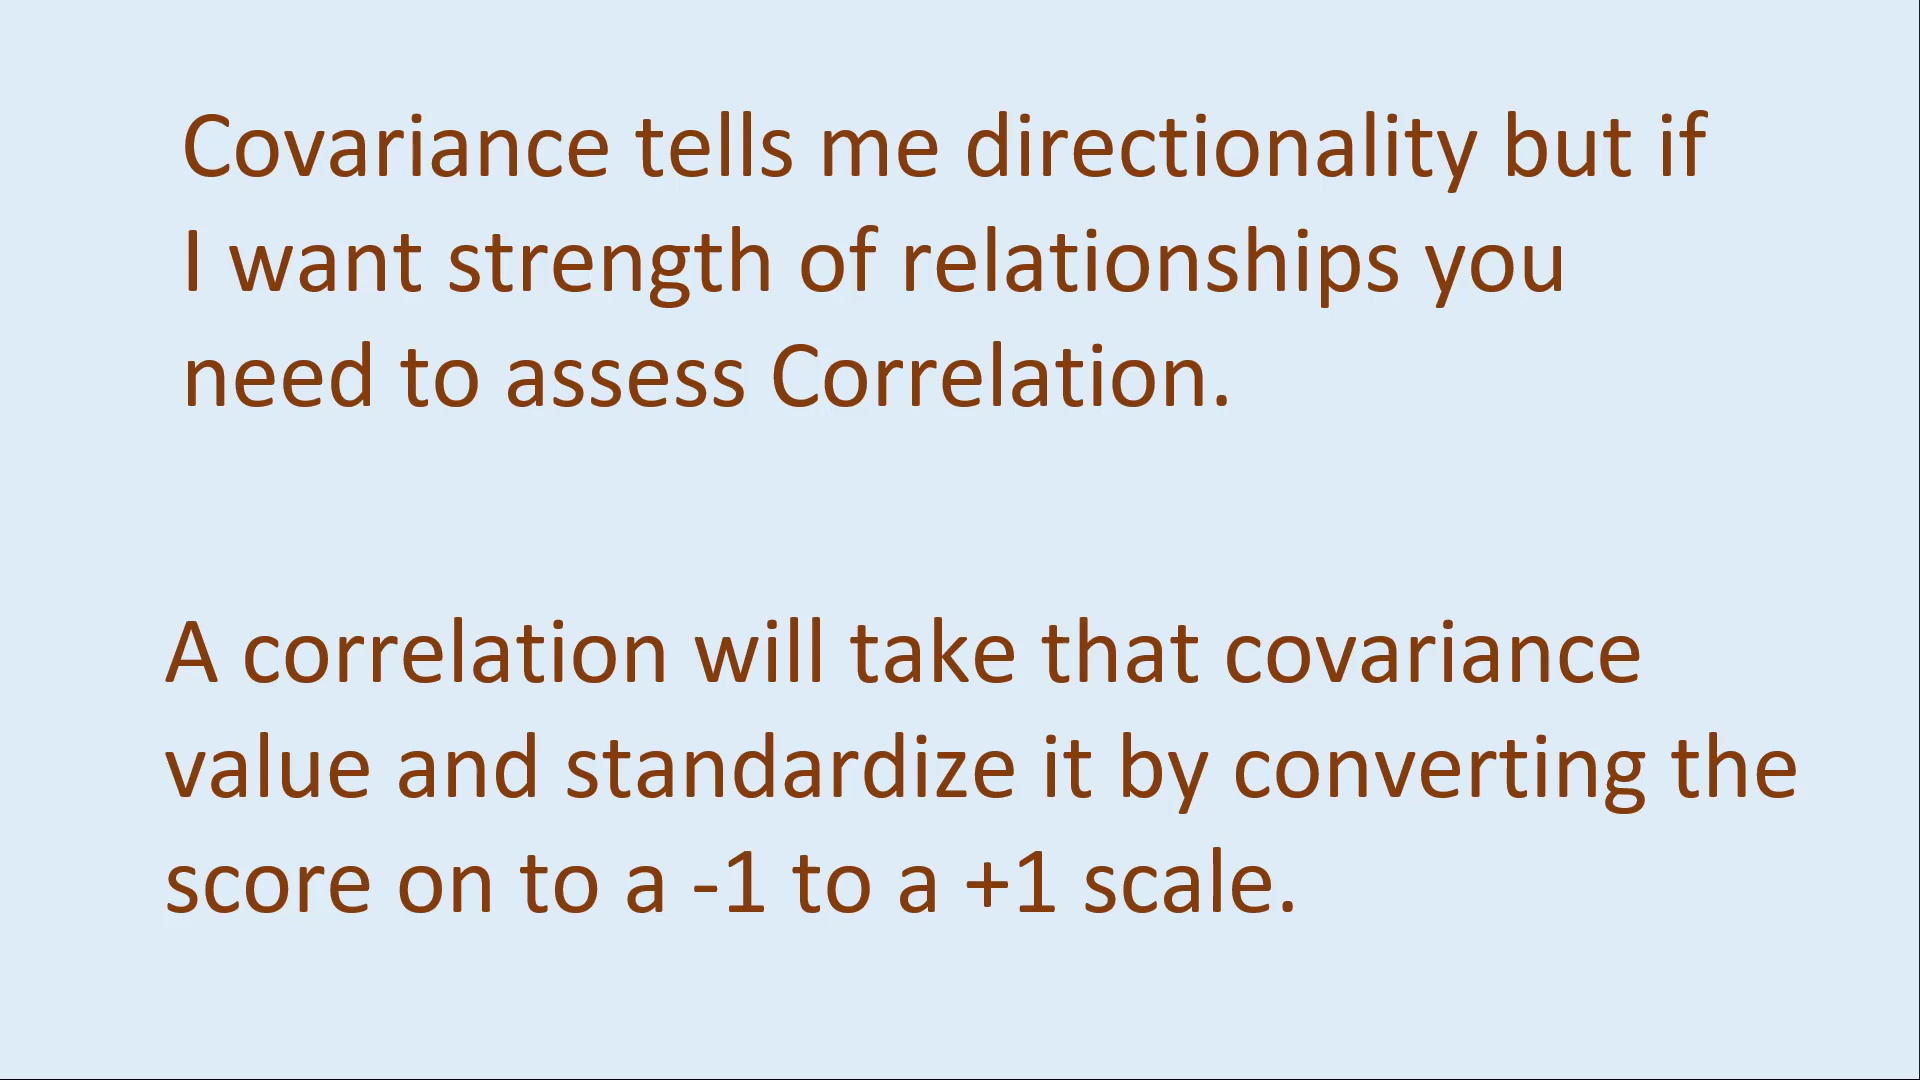 Covariance tells me directionality but if
I want strength of relationships you
need to assess Correlation.
A correlation will take that covariance
value and standardize it by converting the
score on to a -1 to a +1 scale.